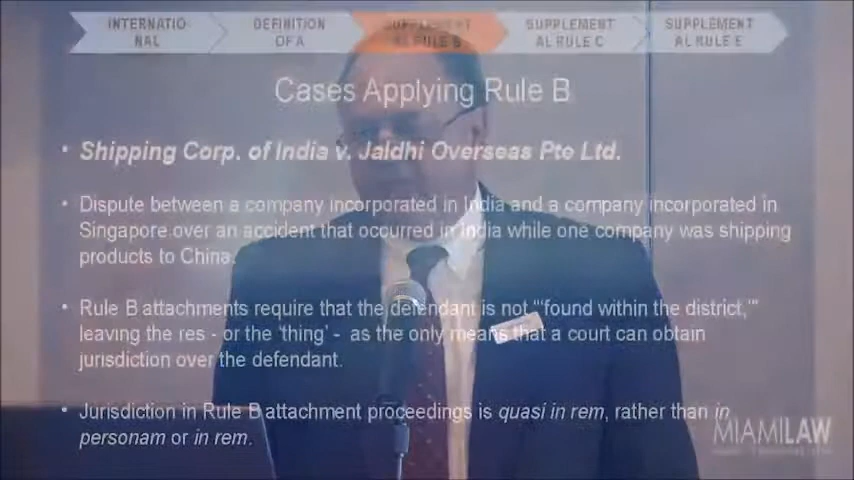 INTERNATIO
NAL
DEFINITION
OF A
SUPPLEMENT
AL RULE B
SUPPLEMENT
AL RULE C
SUPPLEMENT
AL RULE E
Cases Applying Rule B
• Shipping Corp. of India v. Jaldhi Overseas Pte Ltd.
• Dispute between a company incorporated in India and a company incorporated in
Singapore over an accident that occurred in India while one company was shipping
products to China.
• Rule B attachments require that the defendant is not "'found within the district,'"
leaving the res - or the 'thing' - as the only means that a court can obtain
jurisdiction over the defendant.
• Jurisdiction in Rule B attachment proceedings is quasi in rem, rather than in
personam or in rem.
MIAMILAW